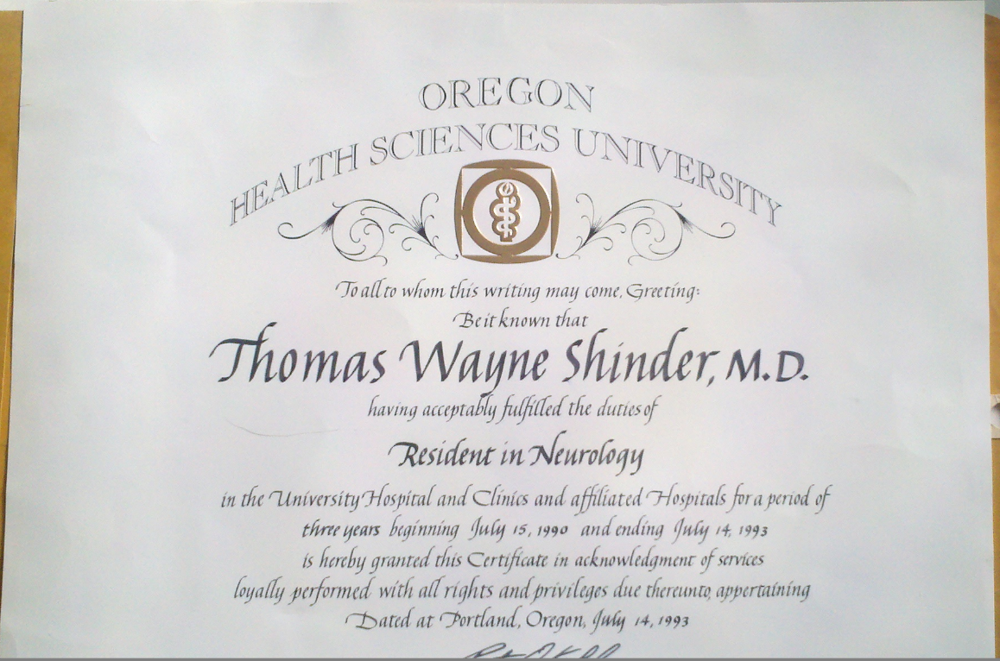 OREGON
HEALTH SCIENCES UNIVERSITY
To all to whom this writing may come, Greeting:
Be it known that
Thomas Wayne Shinder, M.D.
having acceptably fulfilled the duties of
Resident in Neurology
in the University Hospital and Clinics and affiliated Hospitals for a period of
three years beginning July 15, 1990 and ending July 14, 1993
is hereby granted this Certificate in acknowledgment of services
loyally performed with all rights and privileges due thereunto, appertaining
Dated at Portland, Oregon, July 14, 1993